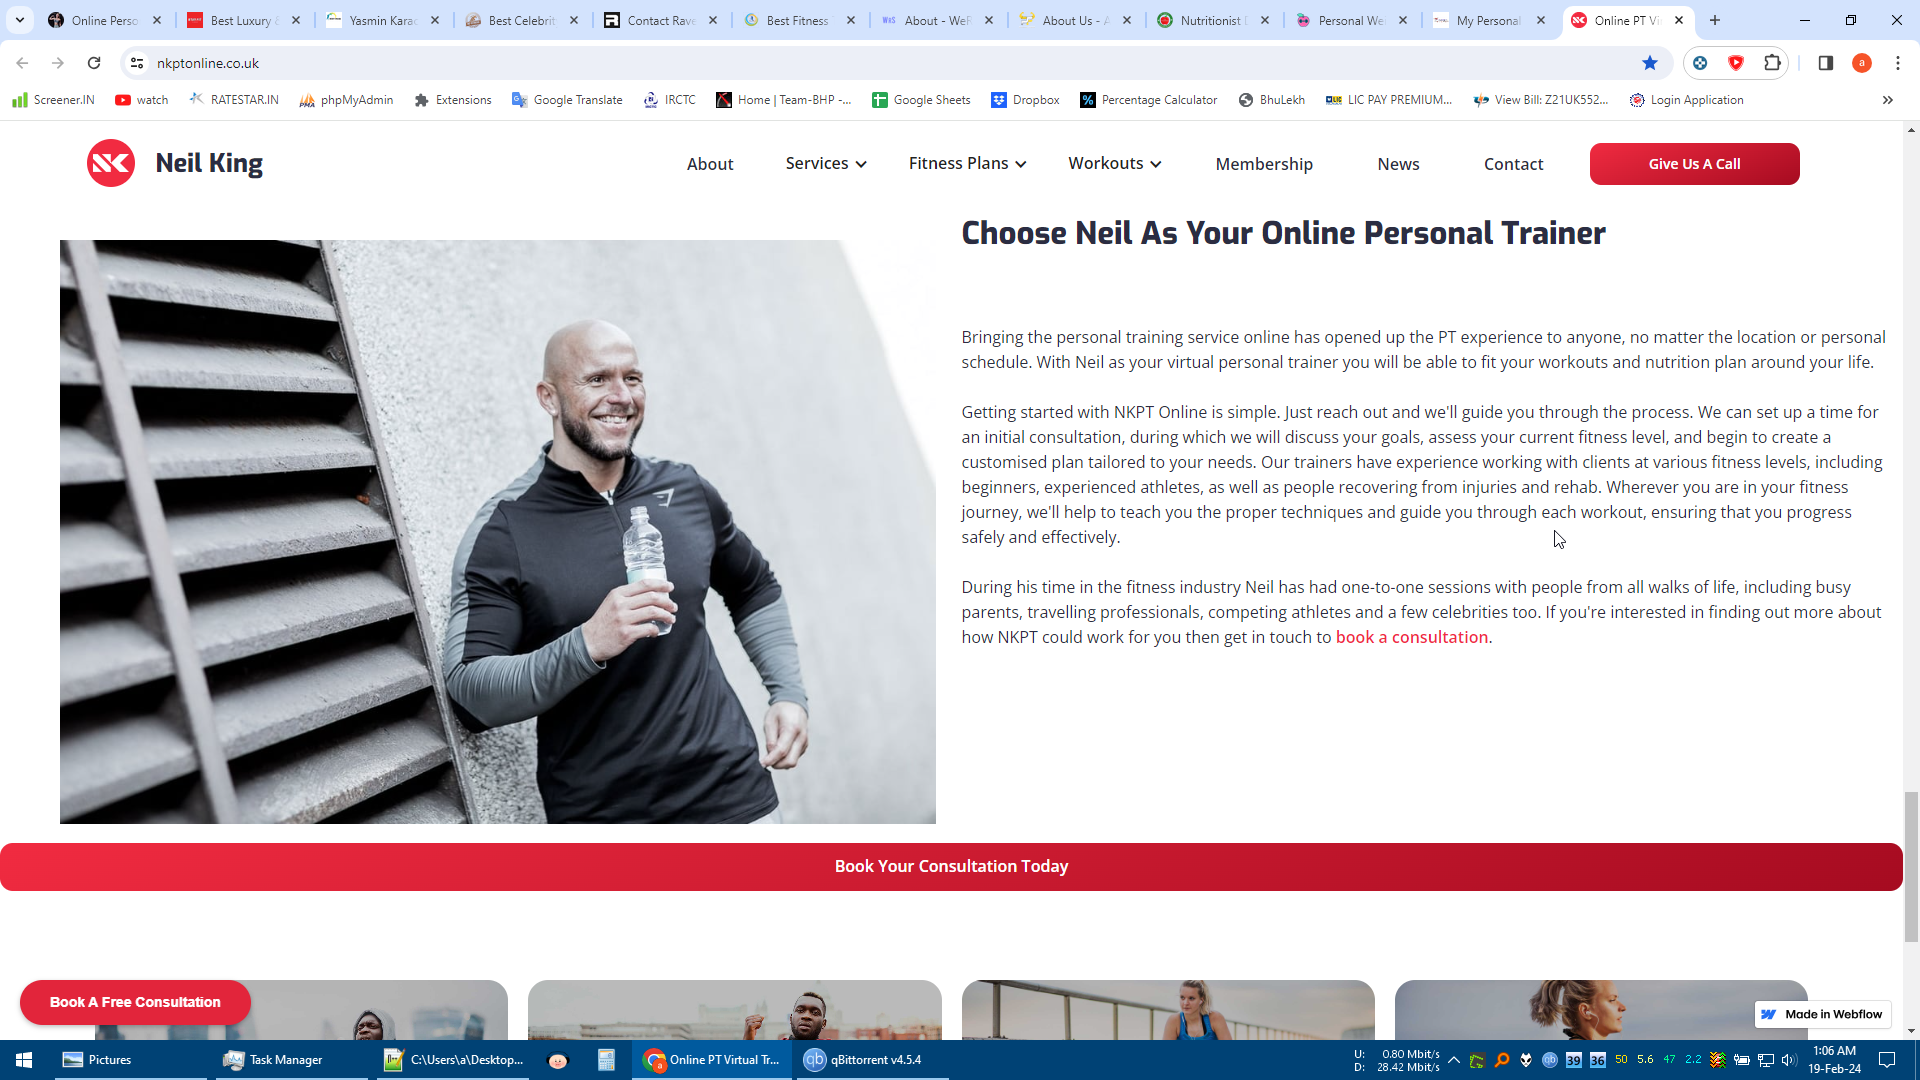 Online Perso
Best Luxury &
Yasmin Karac
Best Celebrit
Contact Rave
Best Fitness T
WAS
About - WeR
About Us - A
Nutritionist D
Personal We
My Personal
Online PT Vi
nkptonline.co.uk
a
Screener.IN
watch
RATESTAR.IN
phpMyAdmin
Extensions
Google Translate
IRCTC
Home | Team-BHP -...
Google Sheets
Dropbox
Percentage Calculator
BhuLekh
LIC PAY PREMIUM...
View Bill: Z21UK552...
Login Application
NK
Neil King
About
Services
Fitness Plans
Workouts
Membership
News
Contact
Give Us A Call
Choose Neil As Your Online Personal Trainer
Bringing the personal training service online has opened up the PT experience to anyone, no matter the location or personal
schedule. With Neil as your virtual personal trainer you will be able to fit your workouts and nutrition plan around your life.
Getting started with NKPT Online is simple. Just reach out and we'll guide you through the process. We can set up a time for
an initial consultation, during which we will discuss your goals, assess your current fitness level, and begin to create a
customised plan tailored to your needs. Our trainers have experience working with clients at various fitness levels, including
beginners, experienced athletes, as well as people recovering from injuries and rehab. Wherever you are in your fitness
journey, we'll help to teach you the proper techniques and guide you through each workout, ensuring that you progress
safely and effectively.
During his time in the fitness industry Neil has had one-to-one sessions with people from all walks of life, including busy
parents, travelling professionals, competing athletes and a few celebrities too. If you're interested in finding out more about
how NKPT could work for you then get in touch to book a consultation.
Book Your Consultation Today
Book A Free Consultation
Made in Webflow
Pictures
Task Manager
C:\Users\a\Desktop...
Online PT Virtual Tr...
qb
qBittorrent v4.5.4
U: 0.80 Mbit/s
D: 28.42 Mbit/s
39
36
50
5.6
47
2.2
1:06 AM
19-Feb-24